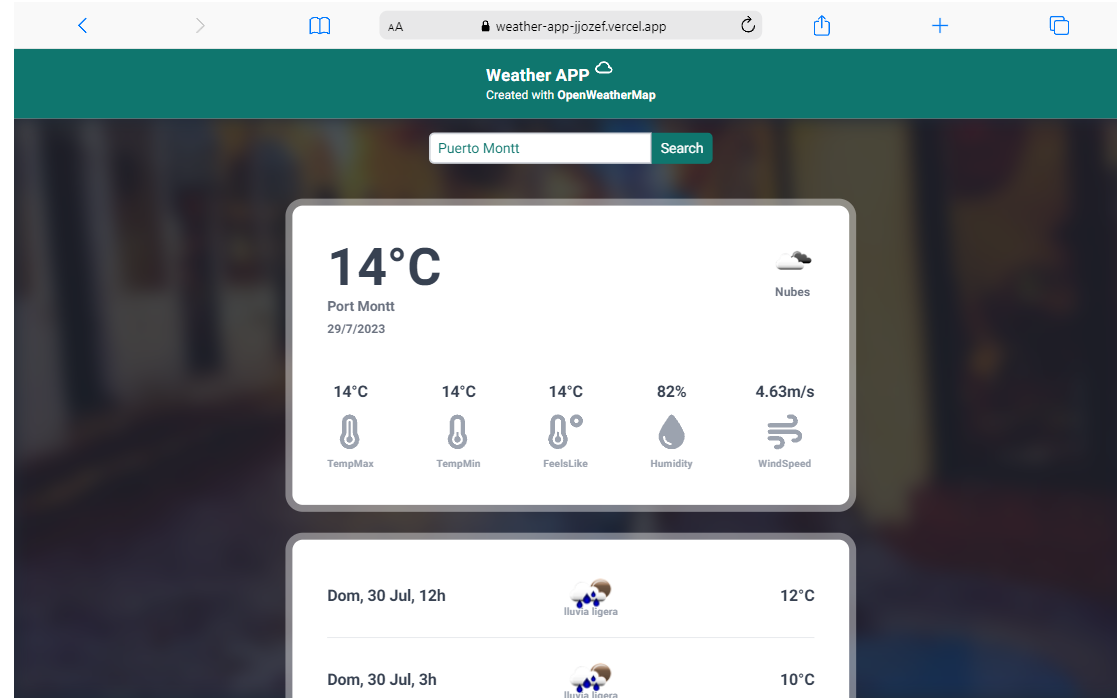 AA weather-app-jjozef.vercel.app
Weather APP
Created with OpenWeatherMap
Puerto Montt Search
14°C
Nubes
Port Montt
29/7/2023
14°C 14°C 14°C 82% 4.63m/s
TempMax TempMin FeelsLike Humidity WindSpeed
Dom, 30 Jul, 12h 12°C
lluvia ligera
Dom, 30 Jul, 3h 10°C
lluvia ligera